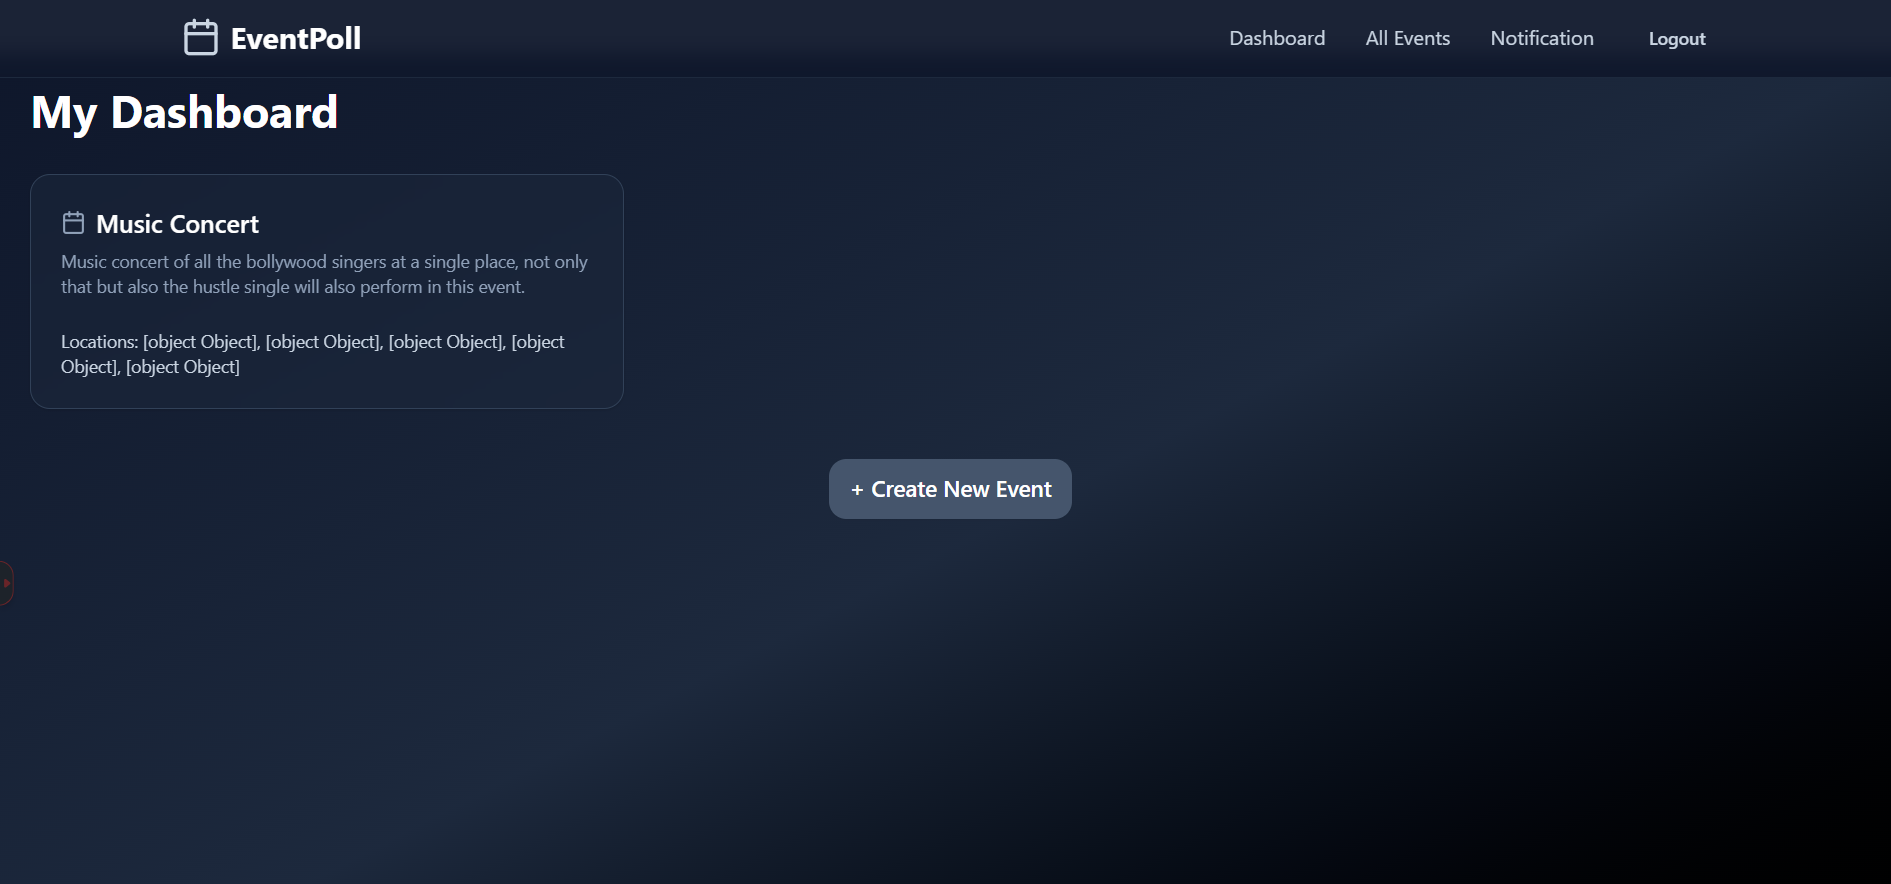 EventPoll
Dashboard All Events Notification Logout
My Dashboard
Music Concert
Music concert of all the bollywood singers at a single place, not only
that but also the hustle single will also perform in this event.
Locations: [object Object], [object Object], [object Object], [object
Object], [object Object]
+ Create New Event